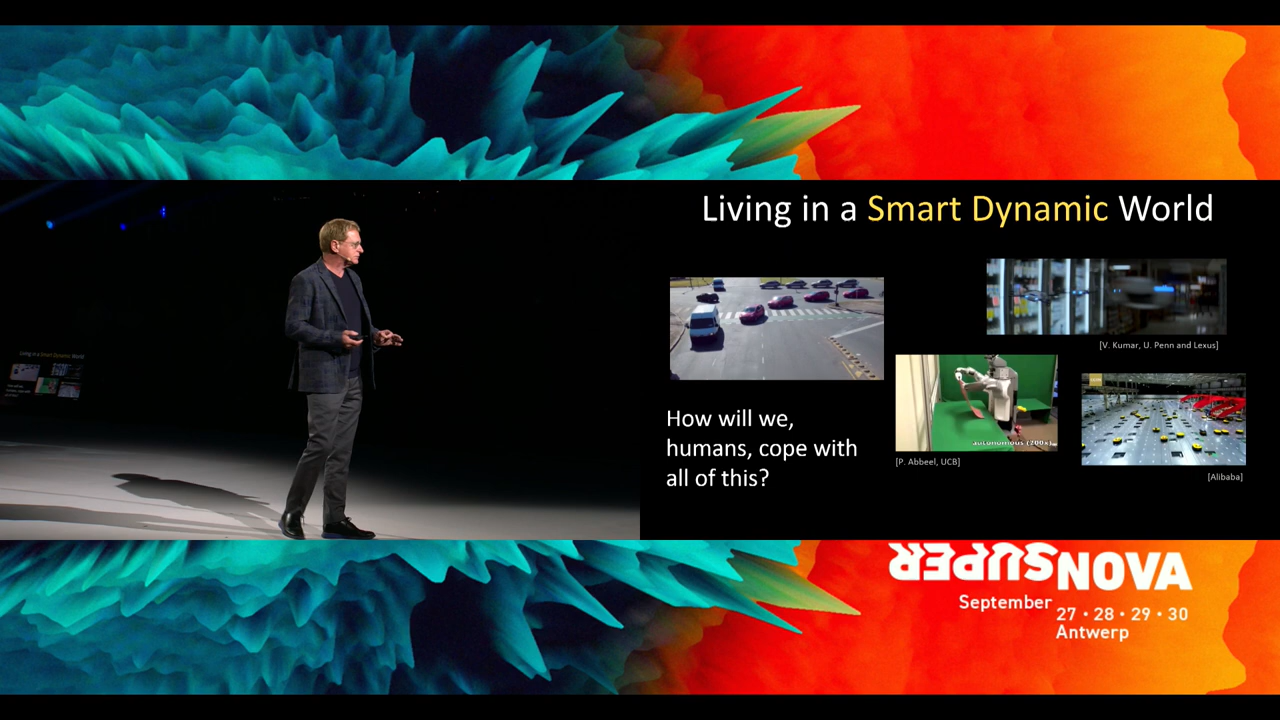 Living in a Smart Dynamic World
[V. Kumar, U. Penn and Lexus]
How will we,
humans, cope with
all of this?
autonomous (200x)
[P. Abbeel, UCB]
[Alibaba]
SUPERNOVA
September 27 • 28 • 29 • 30
Antwerp